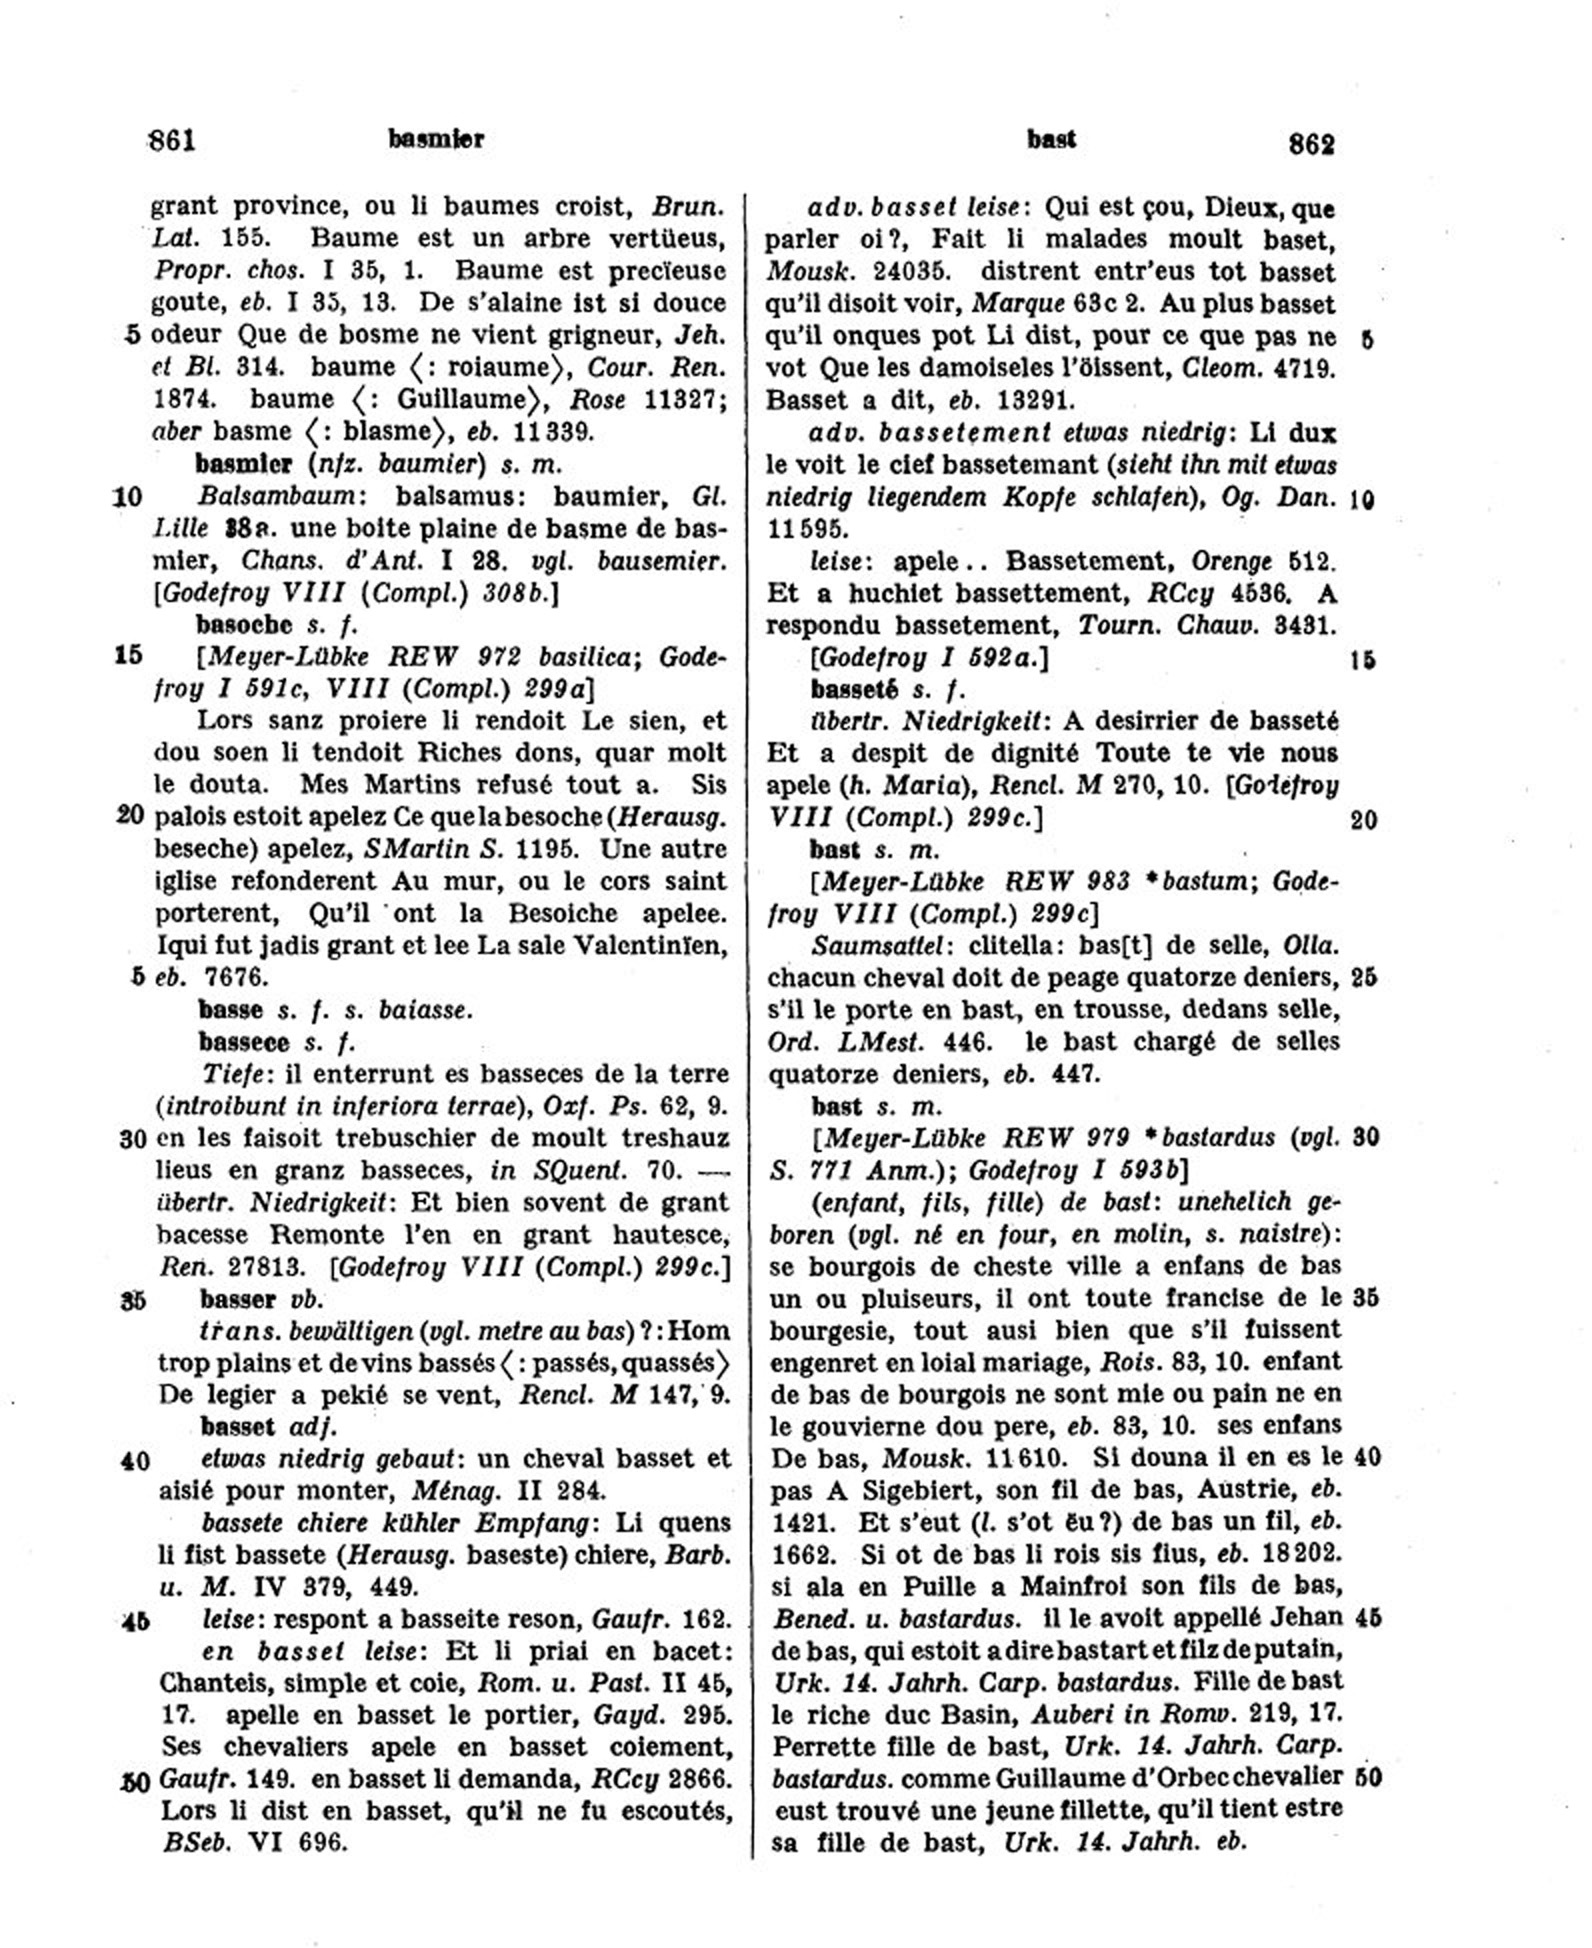 861 basmier
grant province, ou li baumes croist, Brun.
Lat. 155. Baume est un arbre vertüeus,
Propr. chos. I 35, 1. Baume est precïeuse
goute, eb. I 35, 13. De s'alaine ist si douce
5 odeur Que de bosme ne vient grigneur, Jeh.
et Bl. 314. baume ⟨: roiaume⟩, Cour. Ren.
1874. baume ⟨: Guillaume⟩, Rose 11327;
aber basme ⟨: blasme⟩, eb. 11339.
basmier (nfz. baumier) s. m.
10 Balsambaum: balsamus: baumier, Gl.
Lille 38a. une boite plaine de basme de bas-
mier, Chans. d'Ant. I 28. vgl. bausemier.
[Godefroy VIII (Compl.) 308b.]
basoche s. f.
15 [Meyer-Lübke REW 972 basilica; Gode-
froy I 591c, VIII (Compl.) 299a]
Lors sanz proiere li rendoit Le sien, et
dou soen li tendoit Riches dons, quar molt
le douta. Mes Martins refusé tout a. Sis
20 palois estoit apelez Ce que la besoche (Herausg.
beseche) apelez, SMartin S. 1195. Une autre
iglise refonderent Au mur, ou le cors saint
porterent, Qu'il ont la Besoiche apelee.
Iqui fut jadis grant et lee La sale Valentinïen,
5 eb. 7676.
basse s. f. s. baiasse.
bassece s. f.
Tiefe: il enterrunt es basseces de la terre
(introibunt in inferiora terrae), Oxf. Ps. 62, 9.
30 en les faisoit trebuschier de moult treshauz
lieus en granz basseces, in SQuent. 70. —
übertr. Niedrigkeit: Et bien sovent de grant
bacesse Remonte l'en en grant hautesce,
Ren. 27813. [Godefroy VIII (Compl.) 299c.]
35 basser vb.
trans. bewältigen (vgl. metre au bas) ?: Hom
trop plains et de vins bassés ⟨: passés, quassés⟩
De legier a pekié se vent, Rencl. M 147, 9.
basset adj.
40 etwas niedrig gebaut: un cheval basset et
aisié pour monter, Ménag. II 284.
bassete chiere kühler Empfang: Li quens
li fist bassete (Herausg. baseste) chiere, Barb.
u. M. IV 379, 449.
45 leise: respont a basseite reson, Gaufr. 162.
en basset leise: Et li priai en bacet:
Chanteis, simple et coie, Rom. u. Past. II 45,
17. apelle en basset le portier, Gayd. 295.
Ses chevaliers apele en basset coiement,
50 Gaufr. 149. en basset li demanda, RCcy 2866.
Lors li dist en basset, qu'il ne fu escoutés,
BSeb. VI 696.
bast 862
adv. basset leise: Qui est çou, Dieux, que
parler oi?, Fait li malades moult baset,
Mousk. 24035. distrent entr'eus tot basset
qu'il disoit voir, Marque 63c 2. Au plus basset
qu'il onques pot Li dist, pour ce que pas ne 5
vot Que les damoiseles l'öissent, Cleom. 4719.
Basset a dit, eb. 13291.
adv. bassetement etwas niedrig: Li dux
le voit le cief bassetemant (sieht ihn mit etwas
niedrig liegendem Kopfe schlafen), Og. Dan. 10
11595.
leise: apele .. Bassetement, Orenge 512.
Et a huchiet bassettement, RCcy 4536. A
respondu bassetement, Tourn. Chauv. 3431.
[Godefroy I 592a.] 15
basseté s. f.
übertr. Niedrigkeit: A desirrier de basseté
Et a despit de dignité Toute te vie nous
apele (h. Maria), Rencl. M 270, 10. [Godefroy
VIII (Compl.) 299c.] 20
bast s. m.
[Meyer-Lübke REW 983 *bastum; Gode-
froy VIII (Compl.) 299c]
Saumsattel: clitella: bas[t] de selle, Olla.
chacun cheval doit de peage quatorze deniers, 25
s'il le porte en bast, en trousse, dedans selle,
Ord. LMest. 446. le bast chargé de selles
quatorze deniers, eb. 447.
bast s. m.
[Meyer-Lübke REW 979 *bastardus (vgl. 30
S. 771 Anm.); Godefroy I 593b]
(enfant, fils, fille) de bast: unehelich ge-
boren (vgl. né en four, en molin, s. naistre):
se bourgois de cheste ville a enfans de bas
un ou pluiseurs, il ont toute francise de le 35
bourgesie, tout ausi bien que s'il fuissent
engenret en loial mariage, Rois. 83, 10. enfant
de bas de bourgois ne sont mie ou pain ne en
le gouvierne dou pere, eb. 83, 10. ses enfans
De bas, Mousk. 11610. Si douna il en es le 40
pas A Sigebiert, son fil de bas, Austrie, eb.
1421. Et s'eut (l. s'ot ëu?) de bas un fil, eb.
1662. Si ot de bas li rois sis fius, eb. 18202.
si ala en Puille a Mainfroi son fils de bas,
Bened. u. bastardus. il le avoit appellé Jehan 45
de bas, qui estoit a dire bastart et filz de putain,
Urk. 14. Jahrh. Carp. bastardus. Fille de bast
le riche duc Basin, Auberi in Romv. 219, 17.
Perrette fille de bast, Urk. 14. Jahrh. Carp.
bastardus. comme Guillaume d'Orbec chevalier 50
eust trouvé une jeune fillette, qu'il tient estre
sa fille de bast, Urk. 14. Jahrh. eb.